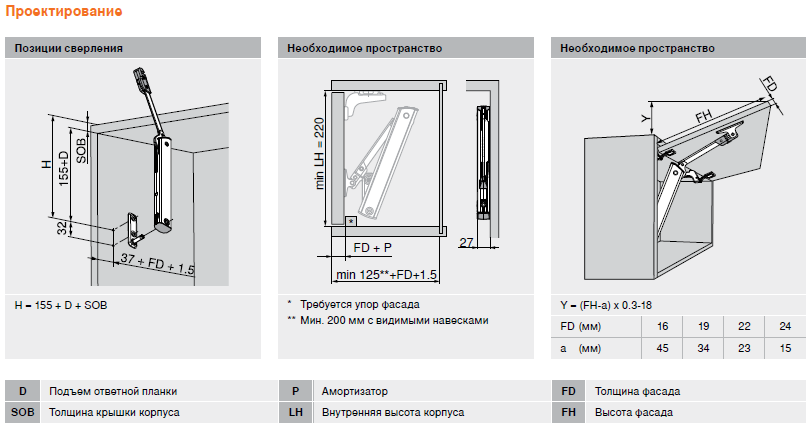 Проектирование
Позиции сверления
H
155+D
SOB
32
37 + FD + 1.5
H = 155 + D + SOB
Необходимое пространство
min LH = 220
*
FD + P
min 125**+FD+1.5
27
* Требуется упор фасада
** Мин. 200 мм с видимыми навесками
Необходимое пространство
FD
FH
Y
Y = (FH-a) x 0.3-18
FD (мм) 16 19 22 24
a (мм) 45 34 23 15
D Подъем ответной планки P Амортизатор FD Толщина фасада
SOB Толщина крышки корпуса LH Внутренняя высота корпуса FH Высота фасада